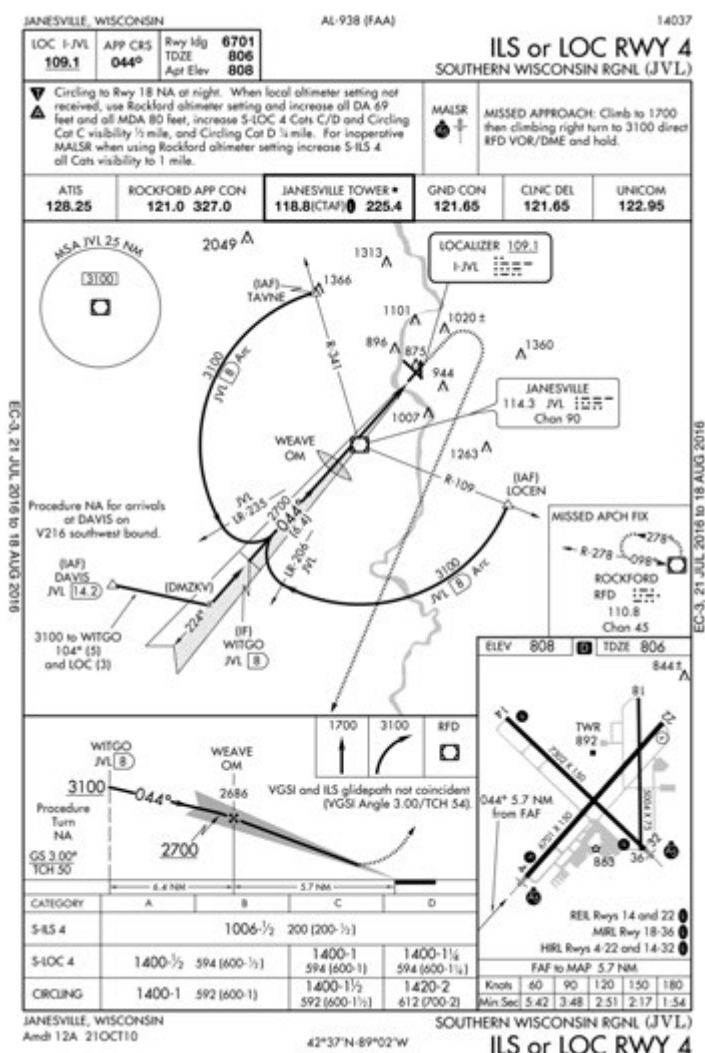 JANESVILLE, WISCONSIN
AL-938 (FAA)
14037
LOC I-JVL
109.1
APP CRS
044°
Rwy ldg 6701
TDZE 806
Apt Elev 808
ILS or LOC RWY 4
SOUTHERN WISCONSIN RGNL (JVL)
Circling to Rwy 18 NA at night. When local altimeter setting not
received, use Rockford altimeter setting and increase all DA 69
feet and all MDA 80 feet, increase S-LOC 4 Cats C/D and Circling
Cat C visibility ½ mile, and Circling Cat D ¼ mile. For inoperative
MALSR when using Rockford altimeter setting increase S-ILS 4
all Cats visibility to 1 mile.
MALSR
MISSED APPROACH: Climb to 1700
then climbing right turn to 3100 direct
RFD VOR/DME and hold.
ATIS
128.25
ROCKFORD APP CON
121.0 327.0
JANESVILLE TOWER*
118.8(CTAF) 225.4
GND CON
121.65
CLNC DEL
121.65
UNICOM
122.95
MSA JVL 25 NM
3100
2049
1313
LOCALIZER 109.1
I-JVL
(IAF)
TAVNE
1366
1101
1020±
896
875
1360
944
R-341
3100
JVL 8 Arc
JANESVILLE
114.3 JVL
Chan 90
1007
WEAVE
OM
1263
R-109
(IAF)
LOCEN
JVL
LR-235
2700
044°
(6.4)
LR-206
JVL
3100
JVL 8 Arc
Procedure NA for arrivals
at DAVIS on
V216 southwest bound.
(IAF)
DAVIS
JVL 14.2
(DMZKV)
224°
(IF)
WITGO
JVL 8
3100 to WITGO
104° (5)
and LOC (3)
MISSED APCH FIX
278°
R-278
098°
ROCKFORD
RFD
110.8
Chan 45
EC-3, 21 JUL 2016 to 18 AUG 2016
EC-3, 21 JUL 2016 to 18 AUG 2016
ELEV 808
D
TDZE 806
844±
18
14
22
TWR
892
7302 X 150
5004 X 75
6701 X 150
044° 5.7 NM
from FAF
863
4
36
32
REIL Rwys 14 and 22
MIRL Rwy 18-36
HIRL Rwys 4-22 and 14-32
FAF to MAP 5.7 NM
Knots 60 90 120 150 180
Min:Sec 5:42 3:48 2:51 2:17 1:54
1700
3100
RFD
WITGO
JVL 8
WEAVE
OM
3100
044°
2686
VGSI and ILS glidepath not coincident
(VGSI Angle 3.00/TCH 54).
Procedure
Turn
NA
2700
GS 3.00°
TCH 50
6.4 NM
5.7 NM
CATEGORY A B C D
S-ILS 4 1006-½ 200 (200-½)
S-LOC 4 1400-½ 594 (600-½)
1400-1
594 (600-1)
1400-1¼
594 (600-1¼)
CIRCLING 1400-1 592 (600-1)
1400-1½
592 (600-1½)
1420-2
612 (700-2)
JANESVILLE, WISCONSIN
Amdt 12A 21OCT10
42°37'N-89°02'W
SOUTHERN WISCONSIN RGNL (JVL)
ILS or LOC RWY 4